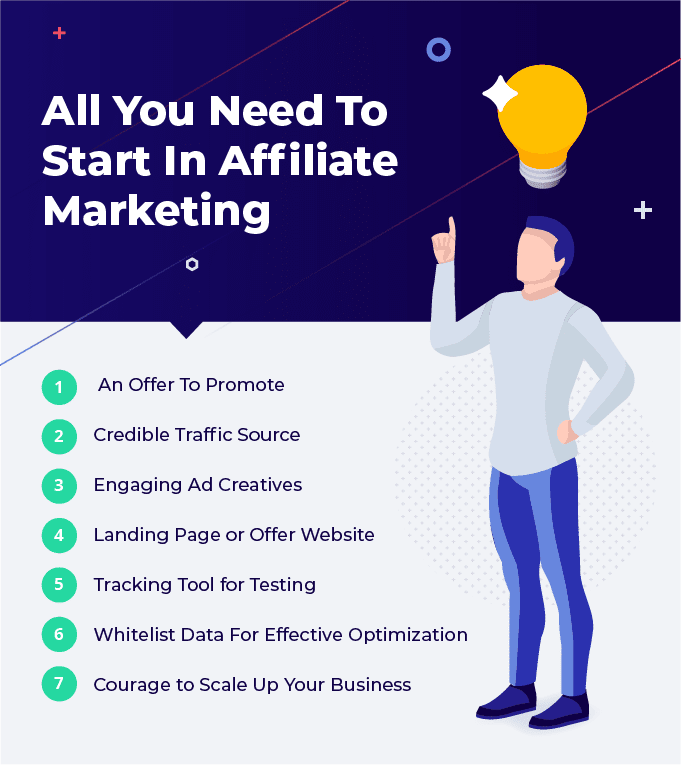 All You Need To
Start In Affiliate
Marketing
1 An Offer To Promote
2 Credible Traffic Source
3 Engaging Ad Creatives
4 Landing Page or Offer Website
5 Tracking Tool for Testing
6 Whitelist Data For Effective Optimization
7 Courage to Scale Up Your Business